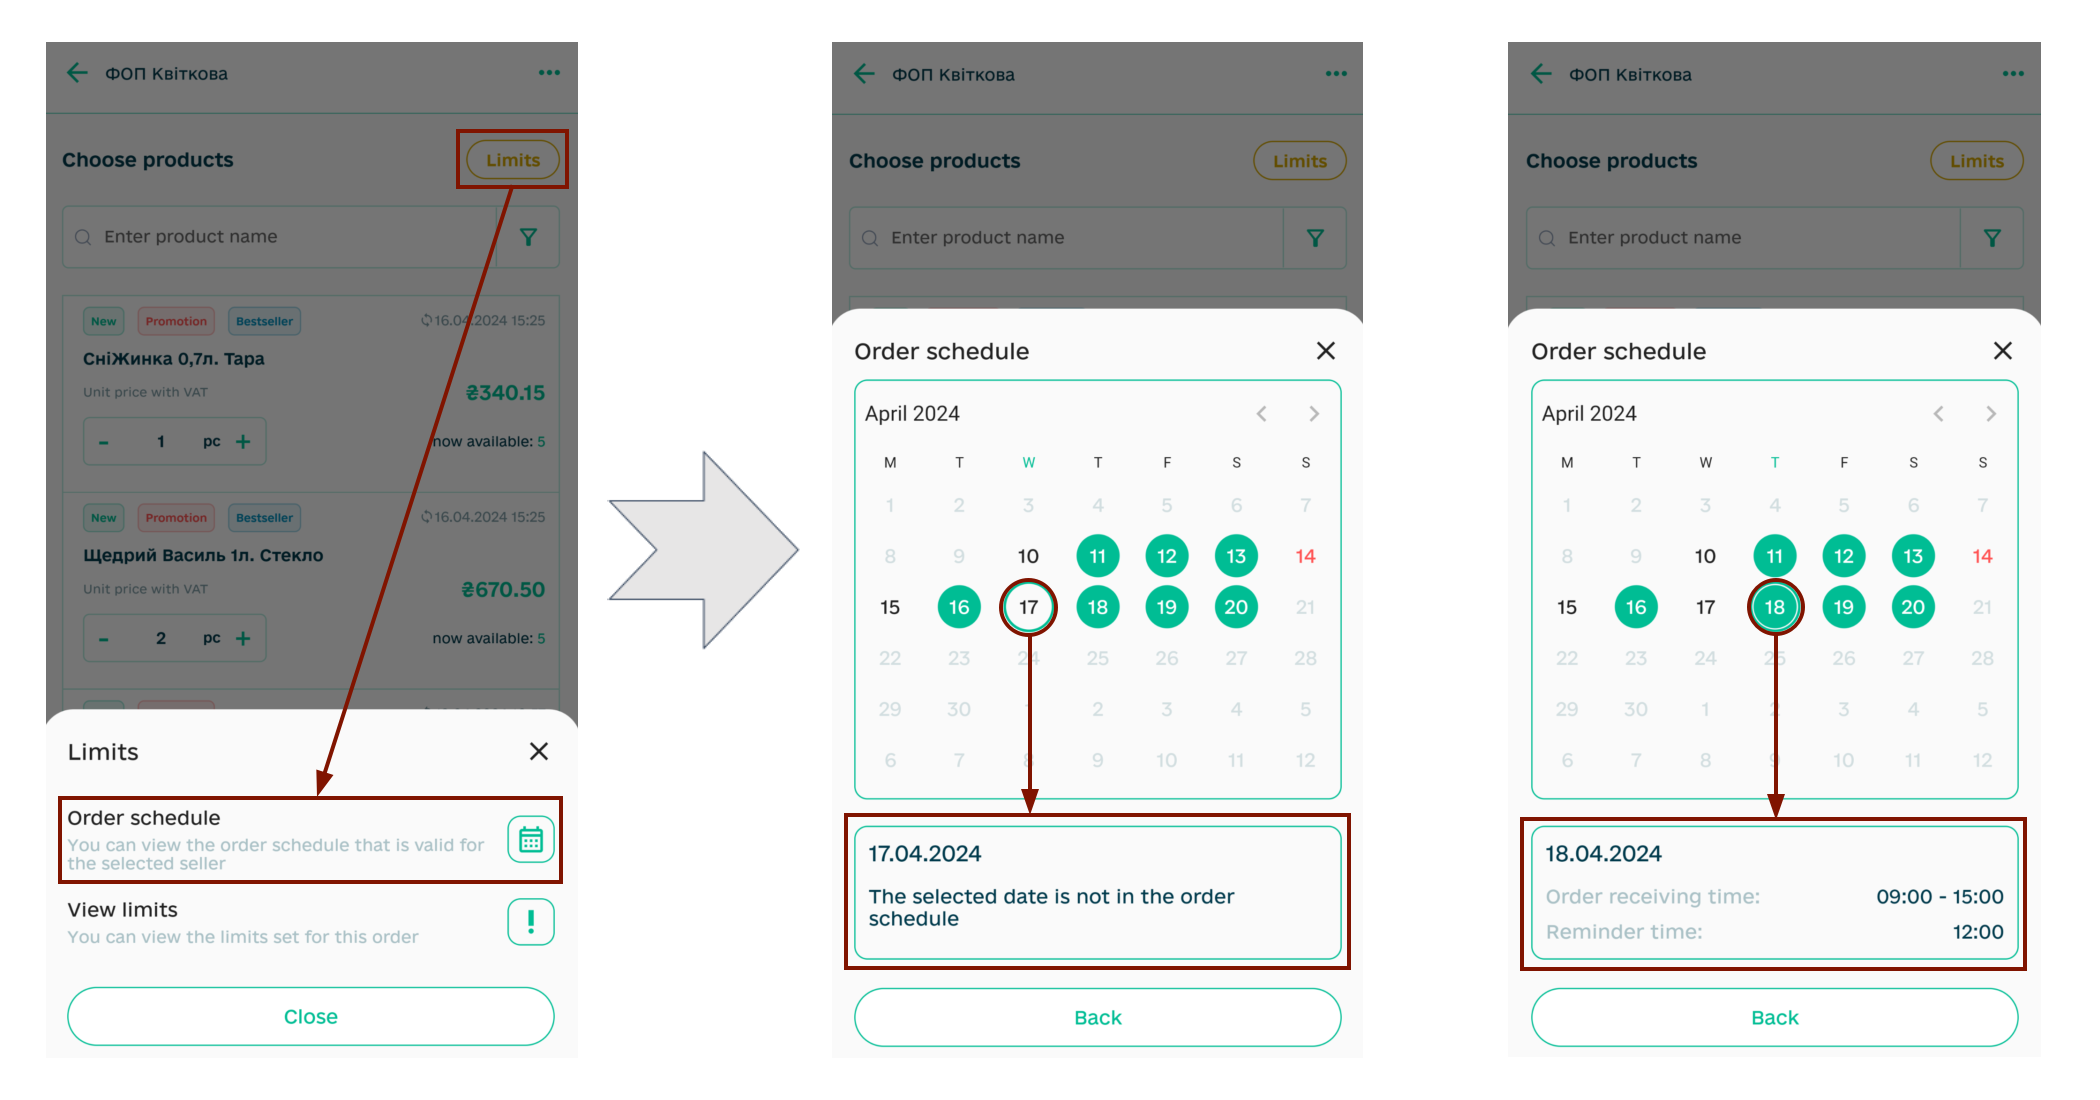 ФОП Квіткова
Choose products
Limits
Enter product name
New Promotion Bestseller 16.04.2024 15:25
СніЖинка 0,7л. Тара
Unit price with VAT ₴340.15
- 1 pc + now available: 5
New Promotion Bestseller 16.04.2024 15:25
Щедрий Василь 1л. Стекло
Unit price with VAT ₴670.50
- 2 pc + now available: 5
Limits
Order schedule
You can view the order schedule that is valid for
the selected seller
View limits
You can view the limits set for this order
Close
ФОП Квіткова
Choose products
Limits
Enter product name
Order schedule
April 2024
M T W T F S S
1 2 3 4 5 6 7
8 9 10 11 12 13 14
15 16 17 18 19 20 21
22 23 24 25 26 27 28
29 30 1 2 3 4 5
6 7 8 9 10 11 12
17.04.2024
The selected date is not in the order
schedule
Back
ФОП Квіткова
Choose products
Limits
Enter product name
Order schedule
April 2024
M T W T F S S
1 2 3 4 5 6 7
8 9 10 11 12 13 14
15 16 17 18 19 20 21
22 23 24 25 26 27 28
29 30 1 2 3 4 5
6 7 8 9 10 11 12
18.04.2024
Order receiving time: 09:00 - 15:00
Reminder time: 12:00
Back